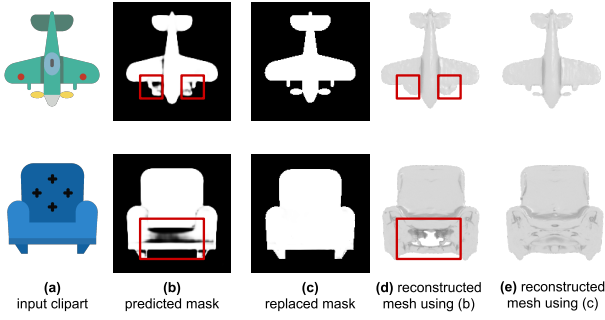 (a)
input clipart
(b)
predicted mask
(c)
replaced mask
(d) reconstructed
mesh using (b)
(e) reconstructed
mesh using (c)